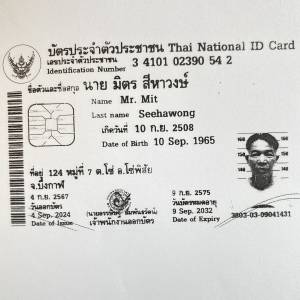 บัตรประจำตัวประชาชน Thai National ID Card
เลขประจำตัวประชาชน 3 4101 02390 54 2
Identification Number
ชื่อตัวและชื่อสกุล นาย มิตร สีหาวงษ์
Name Mr. Mit
Last name Seehawong
เกิดวันที่ 10 ก.ย. 2508
Date of Birth 10 Sep. 1965
ที่อยู่ 124 หมู่ที่ 7 ต.โซ่ อ.โซ่พิสัย
จ.บึงกาฬ
4 ก.ย. 2567
วันออกบัตร
4 Sep. 2024
Date of Issue
เจ้าพนักงานออกบัตร
9 ก.ย. 2575
วันบัตรหมดอายุ
9 Sep. 2032
Date of Expiry
160 160
150 150
3803-03-09041431